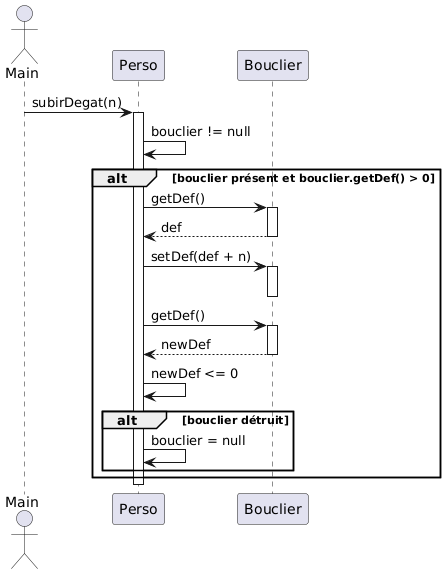 Main
Perso
Bouclier
subirDegat(n)
bouclier != null
alt
[bouclier présent et bouclier.getDef() > 0]
getDef()
def
setDef(def + n)
getDef()
newDef
newDef <= 0
alt
[bouclier détruit]
bouclier = null
Main
Perso
Bouclier